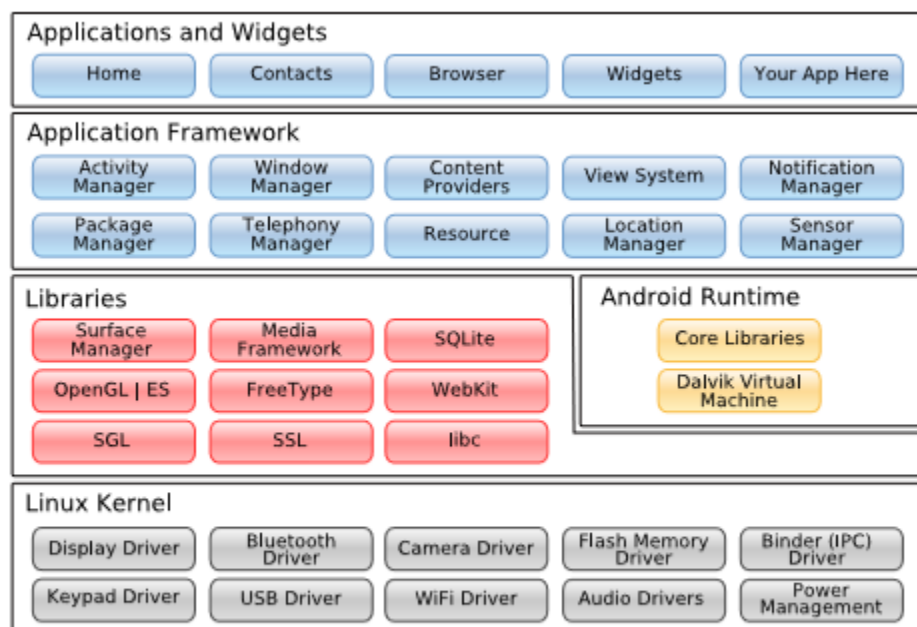 Applications and Widgets
Home
Contacts
Browser
Widgets
Your App Here
Application Framework
Activity
Manager
Window
Manager
Content
Providers
View System
Notification
Manager
Package
Manager
Telephony
Manager
Resource
Location
Manager
Sensor
Manager
Libraries
Surface
Manager
Media
Framework
SQLite
OpenGL | ES
FreeType
WebKit
SGL
SSL
libc
Android Runtime
Core Libraries
Dalvik Virtual
Machine
Linux Kernel
Display Driver
Bluetooth
Driver
Camera Driver
Flash Memory
Driver
Binder (IPC)
Driver
Keypad Driver
USB Driver
WiFi Driver
Audio Drivers
Power
Management